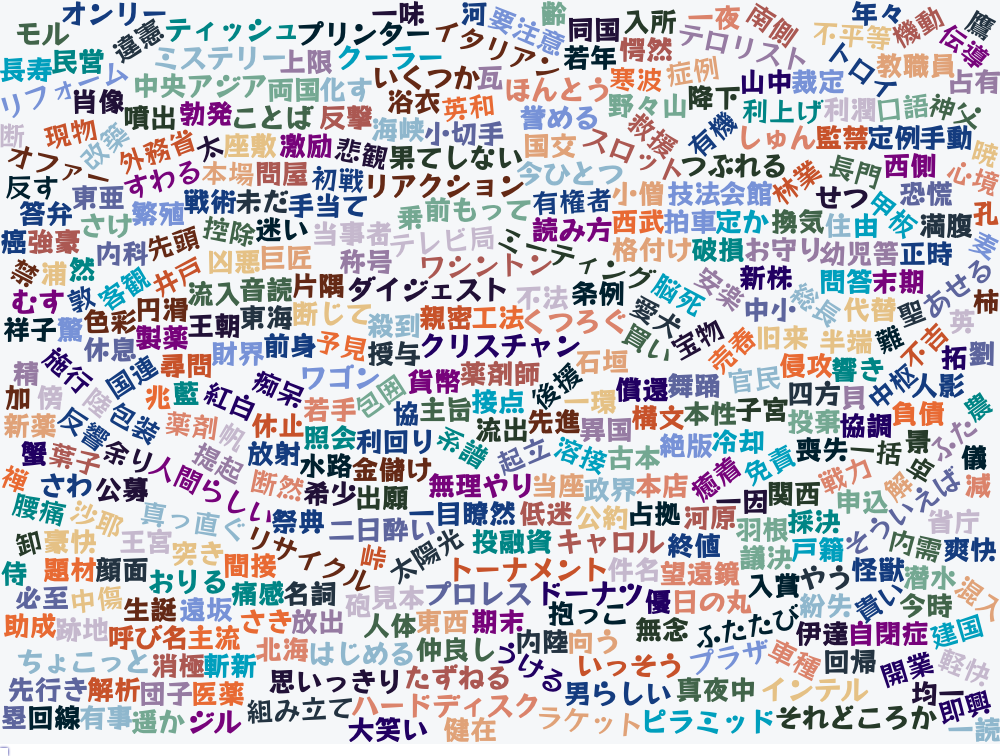 オンリー 一味 河 要注意 齢 同国 入所 一夜 南側 年々 機動 鷹
モル 違憲 ティッシュ プリンター イタリアン 若年 愕然 テロリスト 不平等 伝導
長寿 民営 ミステリー 上限 クーラー いくつか 瓦 ほんとう 寒波 症例 山中 裁定 トロイ 教職員 占有
リフォーム 肖像 中央アジア 両国 化す 浴衣 英和 誉める 野々山 降下 利上げ 利潤 口語 神父
断 現物 改築 噴出 勃発 ことば 反撃 海峡 小切手 国交 スロット 救援 有機 しゅん 監禁 定例 手動 暁
オファー 外務省 大 座敷 激励 悲観 果てしない 今ひとつ つぶれる 林業 長門 西側 心境
反す 東亜 すわる 本場 問屋 初戦 リアクション 有権者 小僧 技法 会館 せつ 甲板 恐慌
答弁 さけ 繁殖 戦術 未だ 手当て 乗 前もって 読み方 西武 拍車 定か 換気 住由 満腹 孔
癌 強豪 内科 先頭 控除 迷い 当事者 テレビ局 ミーティング 格付け 破損 お守り 幼児 苦 正時 麦
禁 浦 然 客観 井戸 凶悪 巨匠 称号 ワシントン 脳死 安楽 新株 問答 末期 あせる
むす 敦 円滑 流入 音読 片隅 ダイジェスト 不法 条例 愛犬 宝物 中小 総長 代替 聖 柿
祥子 驚 色彩 製薬 王朝 東海 断じて 殺到 親密 工法 くつろぐ 買い 売春 旧来 半端 難 不吉 英
休息 尋問 財界 前身 予見 授与 クリスチャン 石垣 侵攻 響き 拓 劉
精 施行 国連 兆 藍 紅白 痴呆 ワゴン 包囲 貨幣 薬剤師 後援 償還 舞踊 官民 四方 貝 中核 人影
加 傍 陸 包装 若手 協 主旨 接点 先進 一環 構文 本性 子宮 投棄 協調 負債 農
新薬 反響 薬剤 帆 休止 照会 利回り 系譜 流出 異国 絶版 冷却 喪失 一括 景 ふた 儀
蟹 葉子 余り 人間らしい 提起 放射 水路 金儲け 起立 溶接 古本 免責 戦力 解 史
禅 さわ 公募 断然 希少 出願 無理やり 当座 政界 本店 癒着 一因 関西 申込 そういえば 減
腰痛 沙耶 真っ直ぐ 祭典 二日酔い 一目瞭然 低迷 公約 占拠 河原 羽根 採決 省庁
卸 豪快 王宮 突き リサイクル 峠 太陽光 投融資 キャロル 終値 議決 戸籍 内需 爽快
侍 題材 顔面 おりる 間接 トーナメント 件名 望遠鏡 入賞 やう 怪獣 潜水 混入
必至 中傷 生誕 遠坂 痛感 名詞 砲 見本 プロレス ドーナツ 優 日の丸 紛失 貴い 今時
助成 跡地 呼び名 主流 さき 放出 人体 東西 期末 抱っこ 無念 ふたたび 伊達 自閉症 建国
ちょこっと 消極 斬新 北海 はじめる 仲良し 内陸 向う うける いっそう プラザ 車種 回帰 開業 軽快
先行き 解析 団子 医薬 思いっきり たずねる 男らしい 真夜中 インテル 均一
塁 回線 有事 遥か ジル 組み立て ハードディスク ラケット ピラミッド それどころか 即興
大笑い 健在 一読